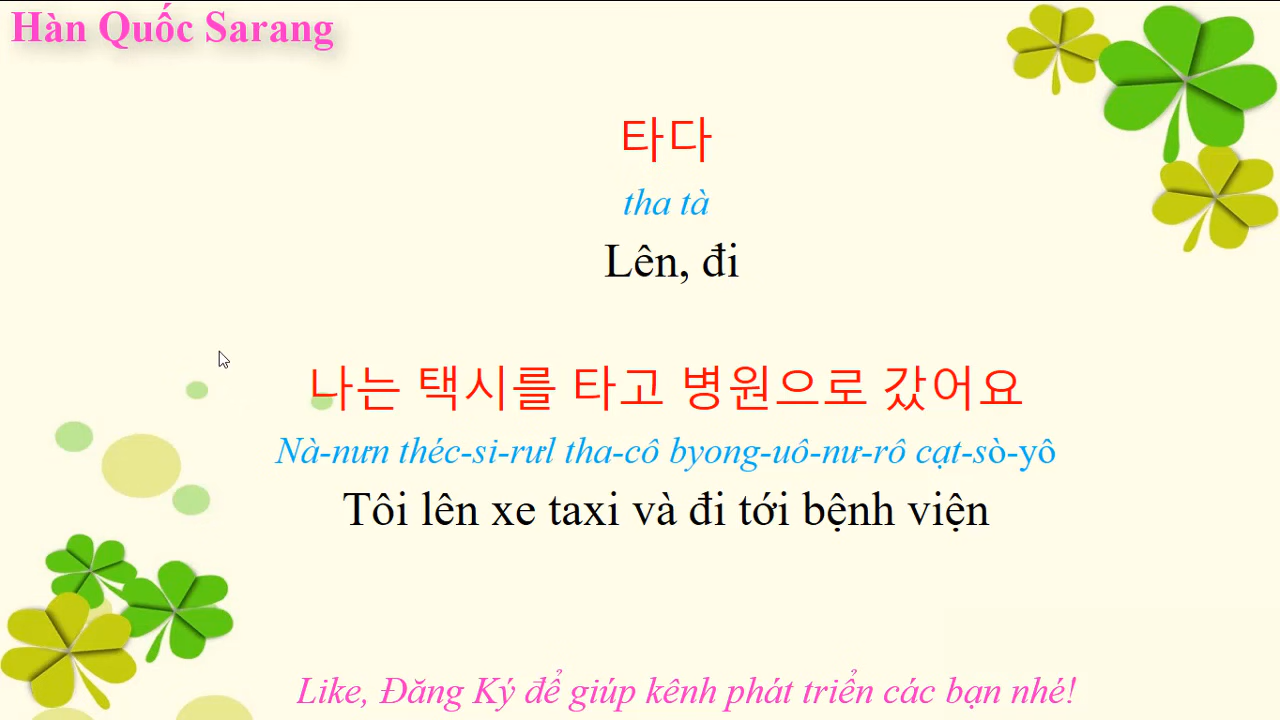 Hàn Quốc Sarang
타다
tha tà
Lên, đi
나는 택시를 타고 병원으로 갔어요
Nà-nưn théc-si-rưl tha-cô byong-uô-nư-rô cạt-sò-yô
Tôi lên xe taxi và đi tới bệnh viện
Like, Đăng Ký để giúp kênh phát triển các bạn nhé!